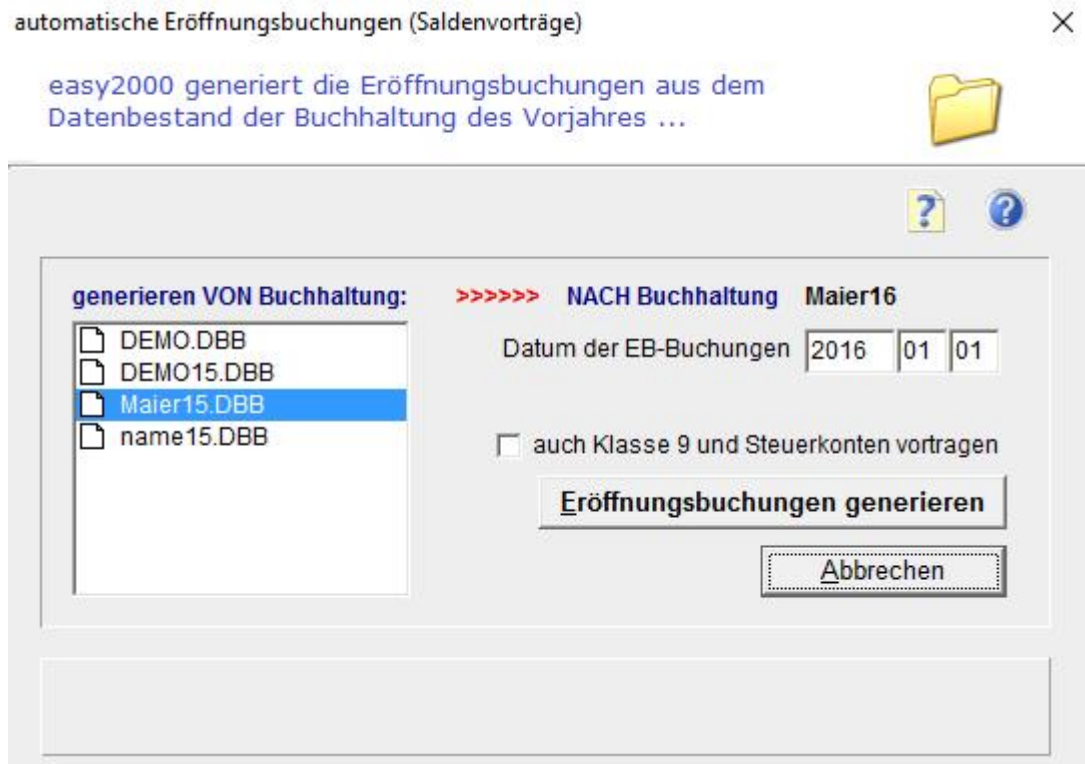 automatische Eröffnungsbuchungen (Saldenvorträge)
easy2000 generiert die Eröffnungsbuchungen aus dem
Datenbestand der Buchhaltung des Vorjahres ...
generieren VON Buchhaltung: >>>>>> NACH Buchhaltung Maier16
DEMO.DBB
DEMO15.DBB
Maier15.DBB
name15.DBB
Datum der EB-Buchungen 2016 01 01
auch Klasse 9 und Steuerkonten vortragen
Eröffnungsbuchungen generieren
Abbrechen